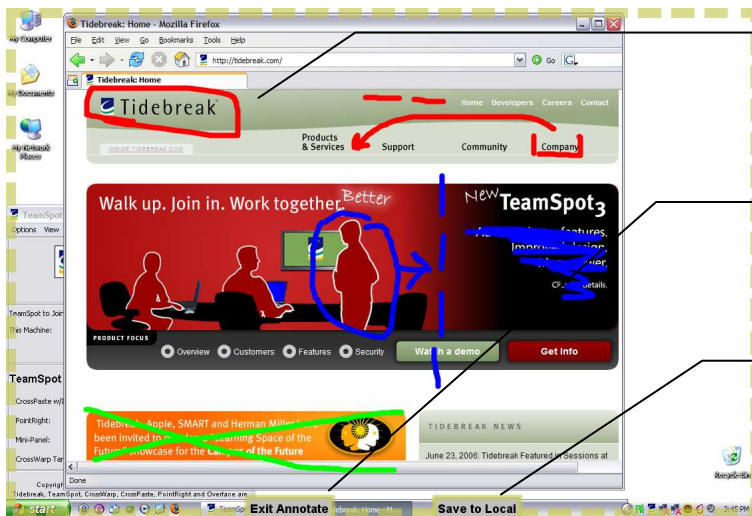 My Computer
My Documents
My Network
Places
Tidebreak: Home - Mozilla Firefox
File Edit View Go Bookmarks Tools Help
http://tidebreak.com/
Go
Tidebreak: Home
Tidebreak
Home Developers Careers Contact
INSIDE TIDEBREAK.COM
Products
& Services Support Community Company
Walk up. Join in. Work together. Better
New TeamSpot3
features.
Details.
PRODUCT FOCUS
Overview Customers Features Security Watch a demo Get Info
TeamSpot
Options View
TeamSpot to Join
This Machine:
TeamSpot
CrossPaste w/
PointRight:
Mini-Panel:
CrossWarp Tar
Copyrigh
Tidebreak, TeamSpot, CrossWarp, CrossPaste, PointRight and Overface are
Tidebreak, Apple, SMART and Herman Miller have
been invited to Learning Space of the
Future Showcase for the Campus of the Future
TIDEBREAK NEWS
June 23, 2006: Tidebreak Featured in Sessions at
Done
Recycle Bin
start
TeamSp
Exit Annotate
ebreak: Home - M...
Save to Local
3:45 PM